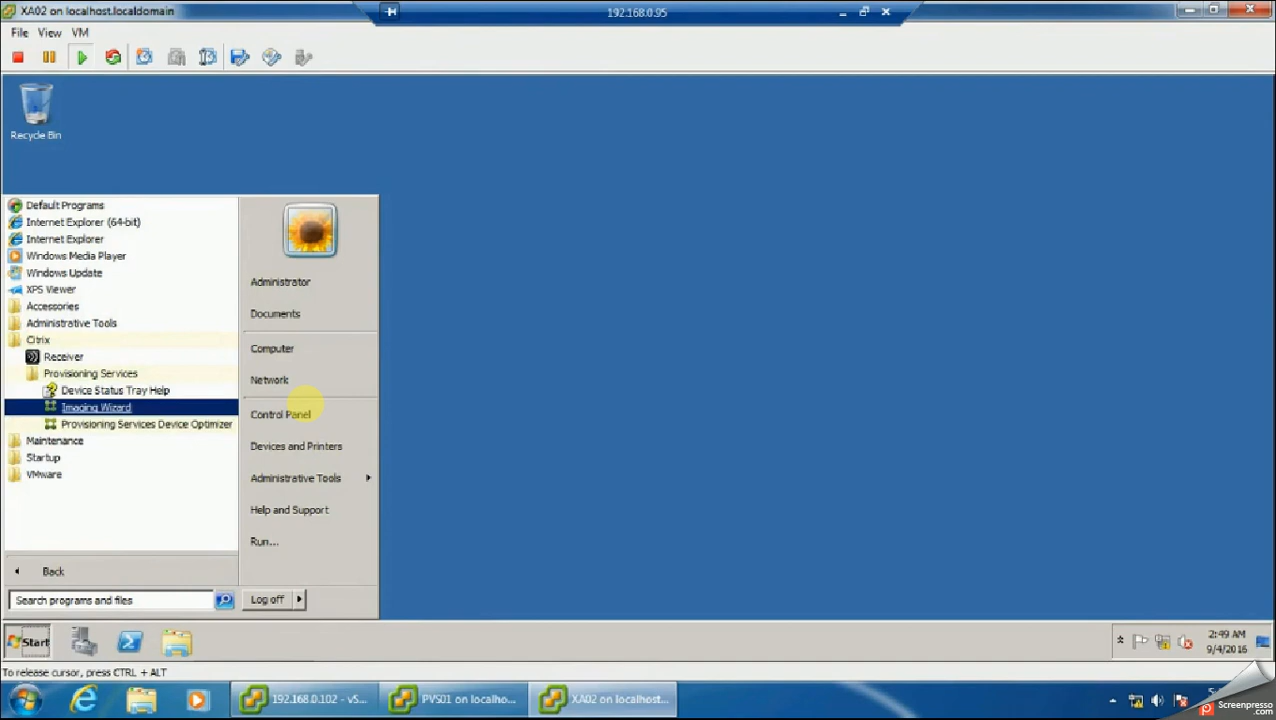 XA02 on localhost.localdomain
192.168.0.95
File View VM
Recycle Bin
Default Programs
Internet Explorer (64-bit)
Internet Explorer
Windows Media Player
Windows Update
XPS Viewer
Accessories
Administrative Tools
Citrix
Receiver
Provisioning Services
Device Status Tray Help
Imaging Wizard
Provisioning Services Device Optimizer
Maintenance
Startup
VMware
Back
Search programs and files
Administrator
Documents
Computer
Network
Control Panel
Devices and Printers
Administrative Tools
Help and Support
Run...
Log off
Start
2:49 AM
9/4/2016
To release cursor, press CTRL + ALT
192.168.0.102 - vS...
PVS01 on localho...
XA02 on localhost...
Screenpresso
.com